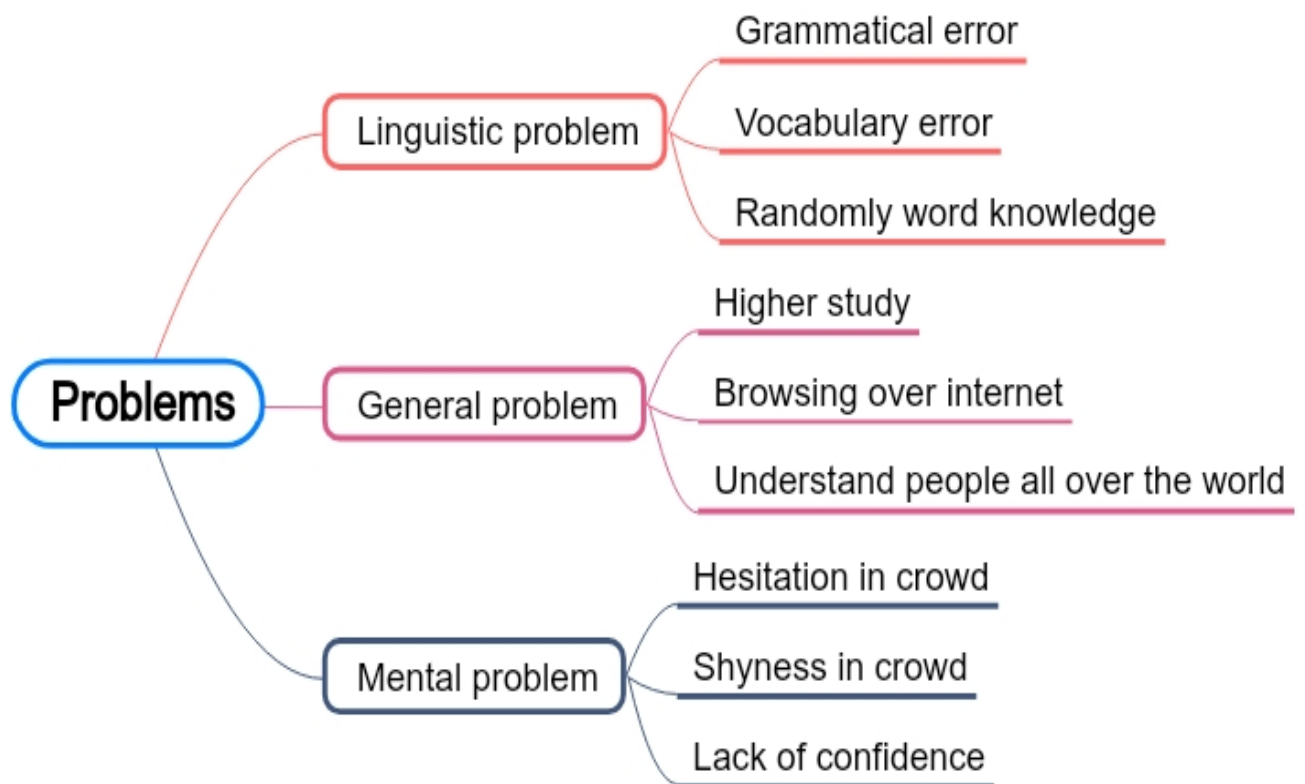 Problems
Linguistic problem
Grammatical error
Vocabulary error
Randomly word knowledge
General problem
Higher study
Browsing over internet
Understand people all over the world
Mental problem
Hesitation in crowd
Shyness in crowd
Lack of confidence